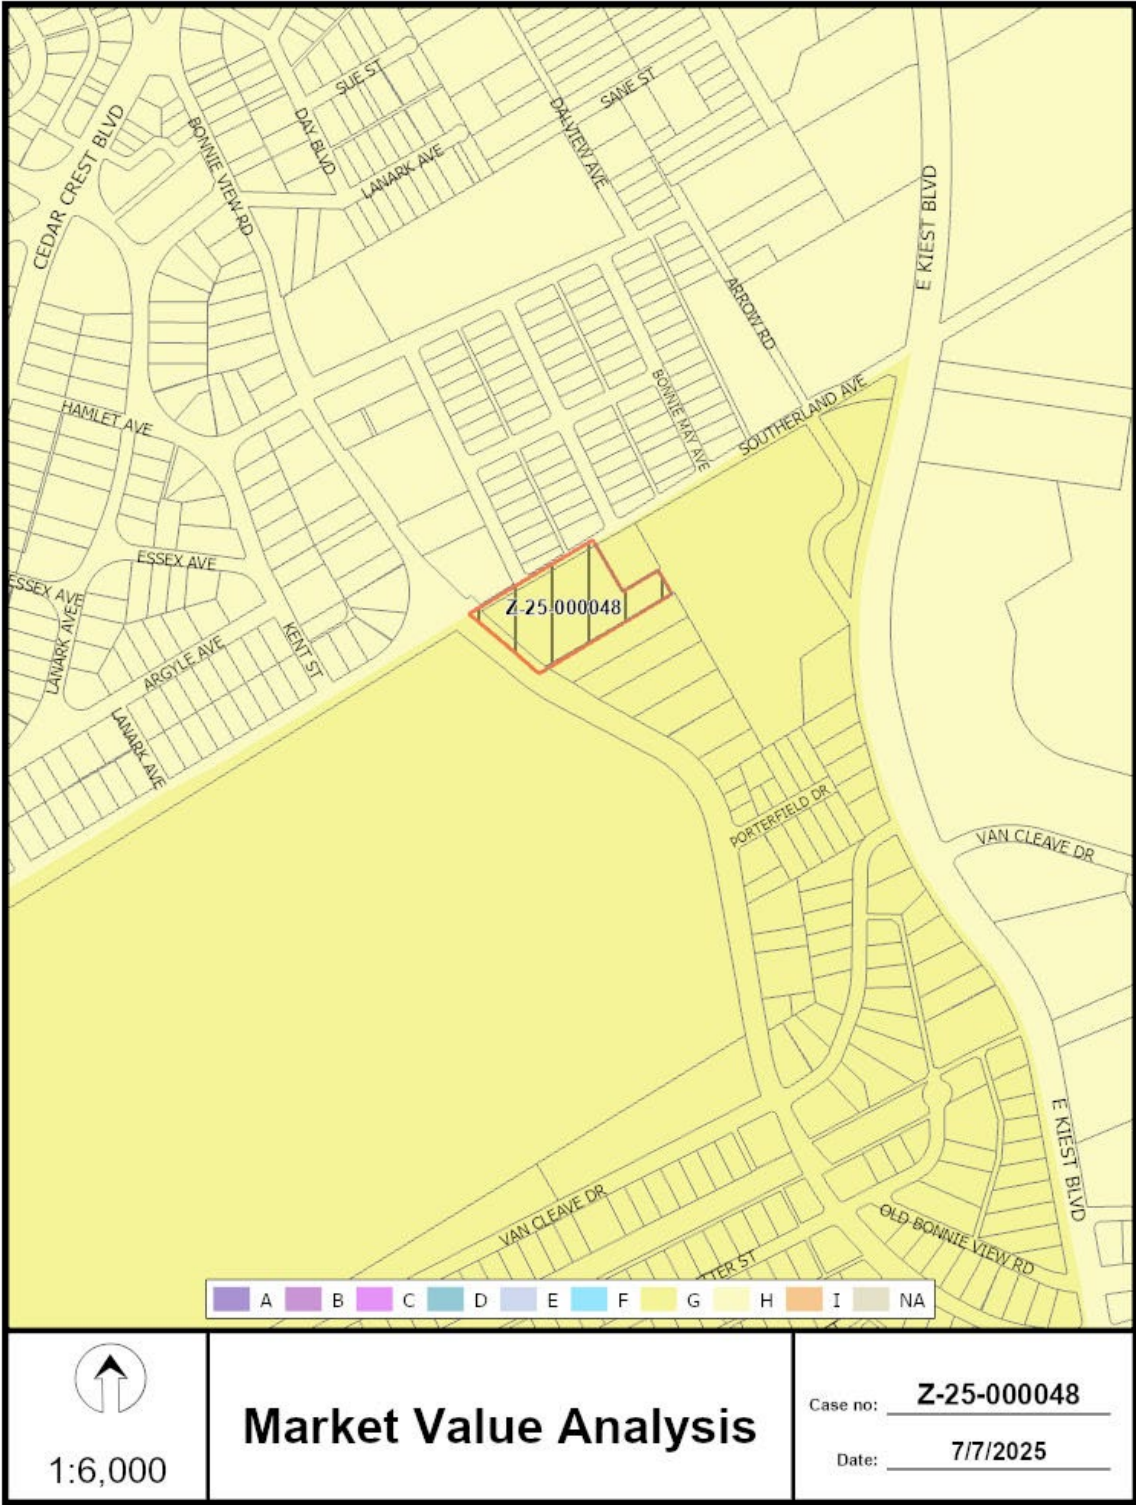 SUE ST
SANE ST
DAY BLVD
DALVIEW AVE
CEDAR CREST BLVD
BONNIE VIEW RD
LANARK AVE
E KIEST BLVD
ARROW RD
BONNIE MAY AVE
SOUTHERLAND AVE
HAMLET AVE
ESSEX AVE
ESSEX AVE
LANARK AVE
KENT ST
ARGYLE AVE
LANARK AVE
Z-25-000048
PORTERFIELD DR
VAN CLEAVE DR
E KIEST BLVD
VAN CLEAVE DR
OLD BONNIE VIEW RD
TTER ST
A B C D E F G H I NA
1:6,000
Market Value Analysis
Case no: Z-25-000048
Date: 7/7/2025